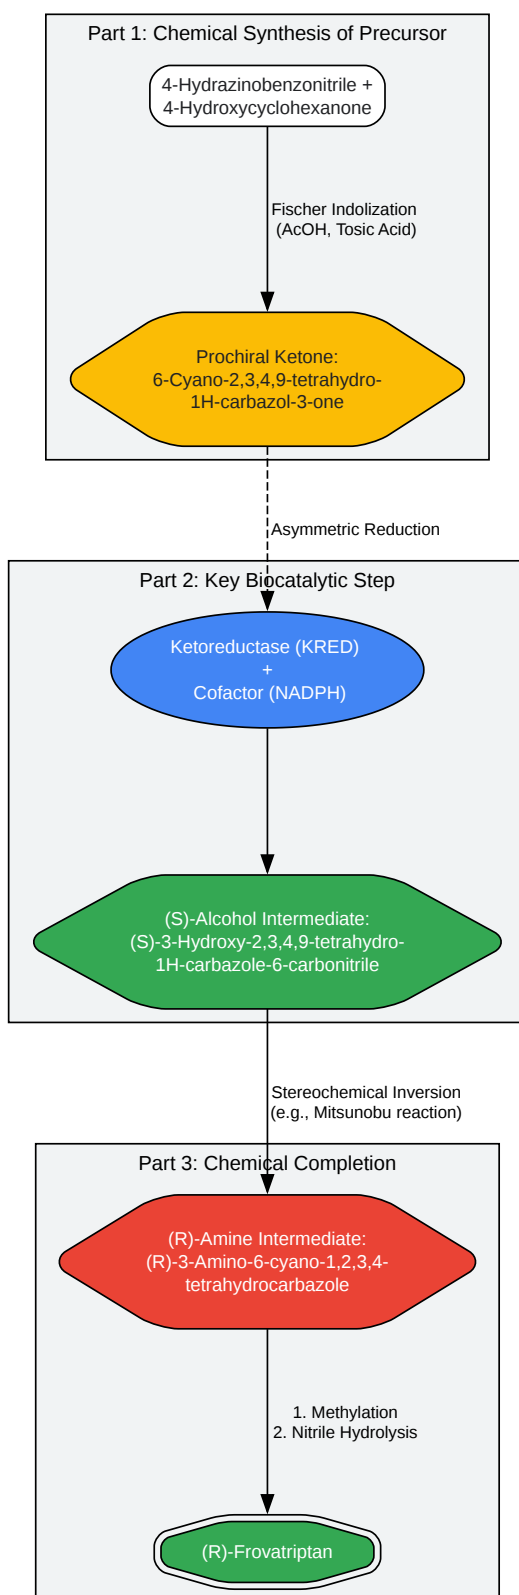 Part 1: Chemical Synthesis of Precursor
4-Hydrazinobenzonitrile +
4-Hydroxycyclohexanone
Fischer Indolization
(AcOH, Tosic Acid)
Prochiral Ketone:
6-Cyano-2,3,4,9-tetrahydro-
1H-carbazol-3-one
Asymmetric Reduction
Part 2: Key Biocatalytic Step
Ketoreductase (KRED)
+
Cofactor (NADPH)
(S)-Alcohol Intermediate:
(S)-3-Hydroxy-2,3,4,9-tetrahydro-
1H-carbazole-6-carbonitrile
Stereochemical Inversion
(e.g., Mitsunobu reaction)
Part 3: Chemical Completion
(R)-Amine Intermediate:
(R)-3-Amino-6-cyano-1,2,3,4-
tetrahydrocarbazole
1. Methylation
2. Nitrile Hydrolysis
(R)-Frovatriptan